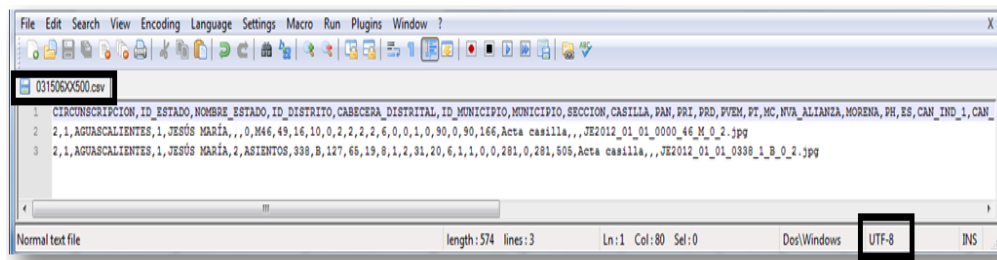 File Edit Search View Encoding Language Settings Macro Run Plugins Window ?
X
031506XX500.csv
1 CIRCUNSCRIPCION,ID_ESTADO,NOMBRE_ESTADO,ID_DISTRITO,CABECERA_DISTRITAL,ID_MUNICIPIO,MUNICIPIO,SECCION,CASILLA,PAN,PRI,PRD,PVEM,PT,MC,NVA_ALIANZA,MORENA,PH,ES,CAN_IND_1,CAN_
2 2,1,AGUASCALIENTES,1,JESÚS MARÍA,,,0,M46,49,16,10,0,2,2,2,6,0,0,1,0,90,0,90,166,Acta casilla,,,JE2012_01_01_0000_46_M_0_2.jpg
3 2,1,AGUASCALIENTES,1,JESÚS MARÍA,2,ASIENTOS,338,B,127,65,19,8,1,2,31,20,6,1,1,0,0,281,0,281,505,Acta casilla,,,JE2012_01_01_0338_1_B_0_2.jpg
Normal text file length : 574 lines : 3 Ln : 1 Col : 80 Sel : 0 Dos\Windows UTF-8 INS